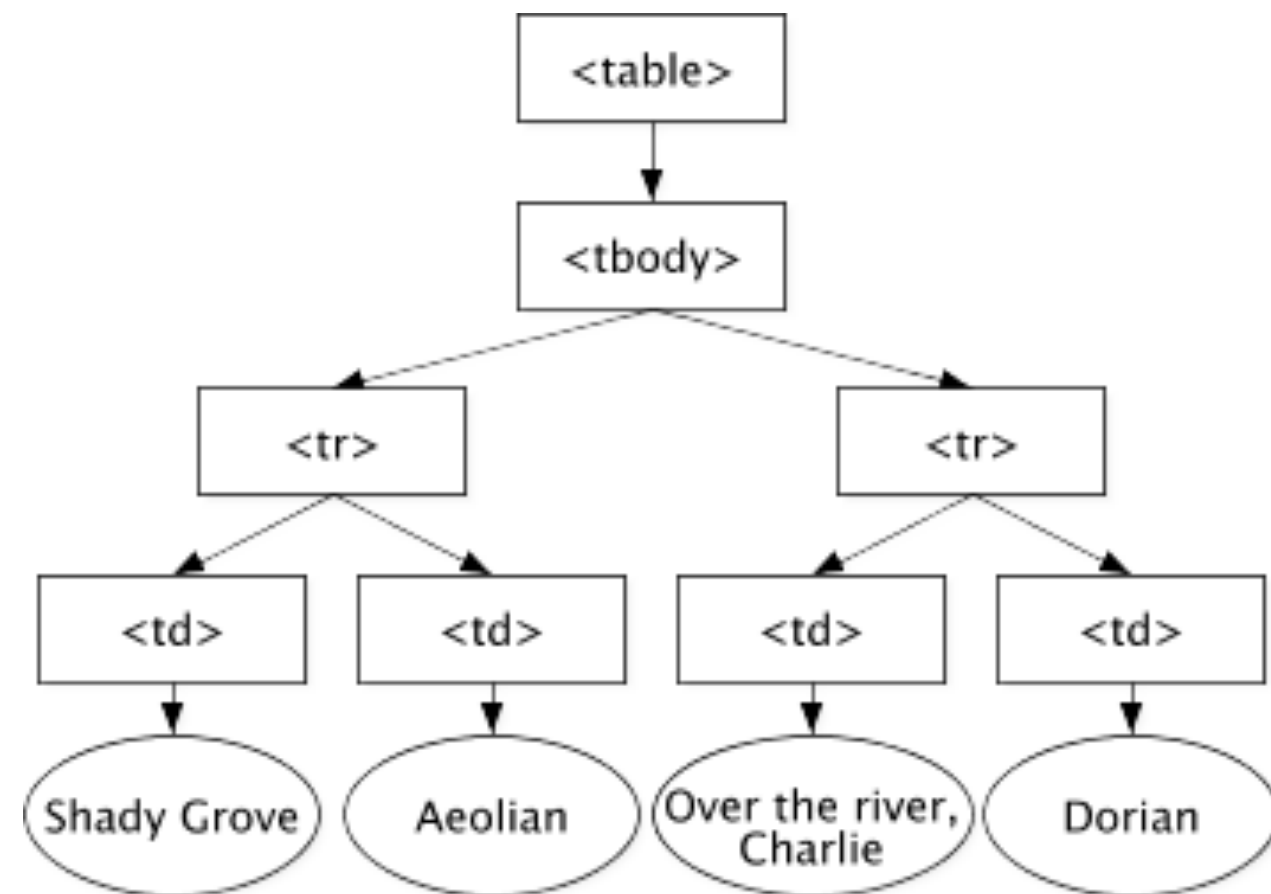 <table>
<tbody>
<tr>
<tr>
<td>
<td>
<td>
<td>
Shady Grove
Aeolian
Over the river,
Charlie
Dorian